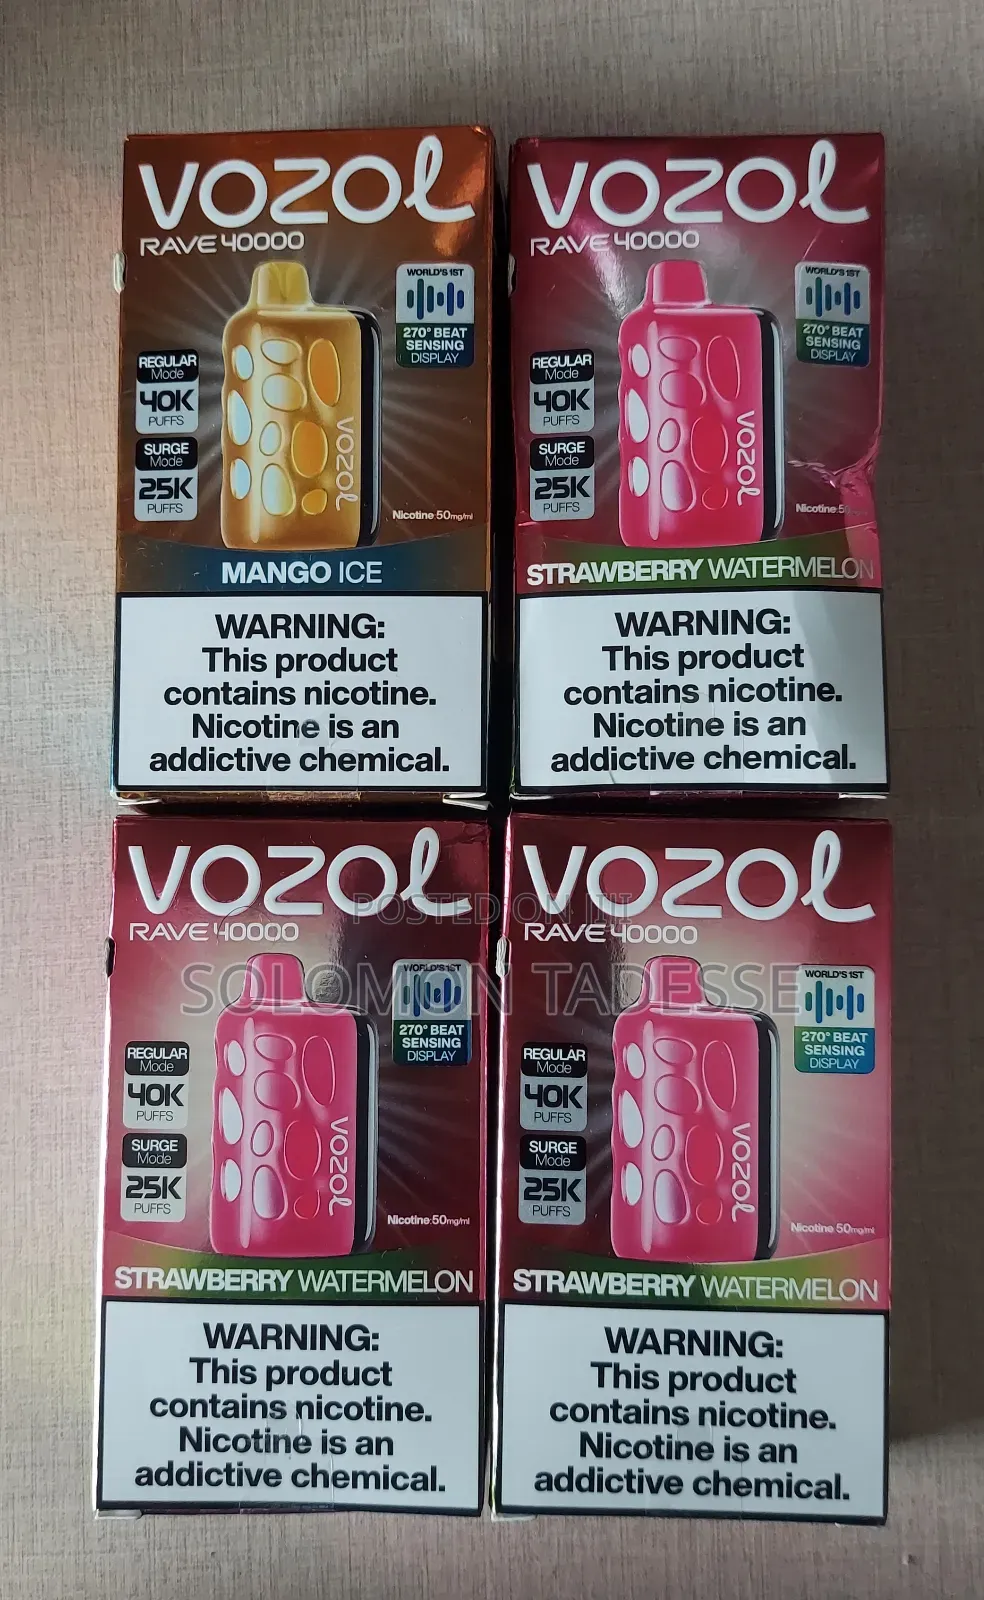 VOZOL
RAVE 40000
WORLD'S 1ST
270° BEAT
SENSING
DISPLAY
REGULAR
Mode
40K
PUFFS
SURGE
Mode
25K
PUFFS
VOZOL
Nicotine:50mg/ml
MANGO ICE
WARNING:
This product
contains nicotine.
Nicotine is an
addictive chemical.
VOZOL
RAVE 40000
WORLD'S 1ST
270° BEAT
SENSING
DISPLAY
REGULAR
Mode
40K
PUFFS
SURGE
Mode
25K
PUFFS
VOZOL
Nicotine:
STRAWBERRY WATERMELON
WARNING:
This product
contains nicotine.
Nicotine is an
addictive chemical.
VOZOL
RAVE 40000
WORLD'S 1ST
270° BEAT
SENSING
DISPLAY
REGULAR
Mode
40K
PUFFS
SURGE
Mode
25K
PUFFS
VOZOL
Nicotine:50mg/ml
STRAWBERRY WATERMELON
WARNING:
This product
contains nicotine.
Nicotine is an
addictive chemical.
VOZOL
RAVE 40000
WORLD'S 1ST
270° BEAT
SENSING
DISPLAY
REGULAR
Mode
40K
PUFFS
SURGE
Mode
25K
PUFFS
VOZOL
Nicotine:50mg/ml
STRAWBERRY WATERMELON
WARNING:
This product
contains nicotine.
Nicotine is an
addictive chemical.
POSTED ON JIJI
SOLOMON TADESSE